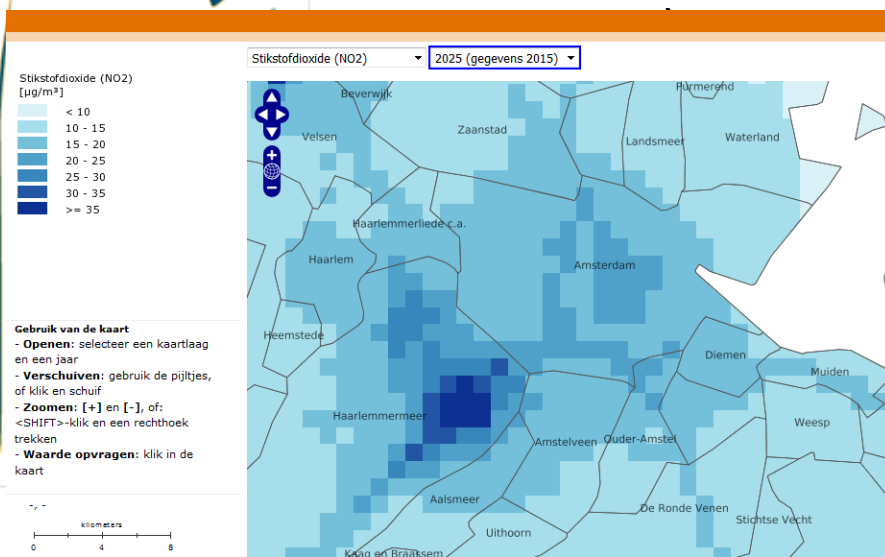 Stikstofdioxide (NO2)
2025 (gegevens 2015)
Stikstofdioxide (NO2)
[µg/m³]
< 10
10 - 15
15 - 20
20 - 25
25 - 30
30 - 35
>= 35
Gebruik van de kaart
- Openen: selecteer een kaartlaag
en een jaar
- Verschuiven: gebruik de pijltjes,
of klik en schuif
- Zoomen: [+] en [-], of:
<SHIFT>-klik en een rechthoek
trekken
- Waarde opvragen: klik in de
kaart
-, -
kilometers
0 4 8
Beverwijk
Purmerend
Velsen
Zaanstad
Landsmeer
Waterland
Haarlemmerliede c.a.
Haarlem
Amsterdam
Heemstede
Diemen
Muiden
Haarlemmermeer
Weesp
Amstelveen
Ouder-Amstel
Aalsmeer
De Ronde Venen
Stichtse Vecht
Uithoorn
Kaag en Braassem